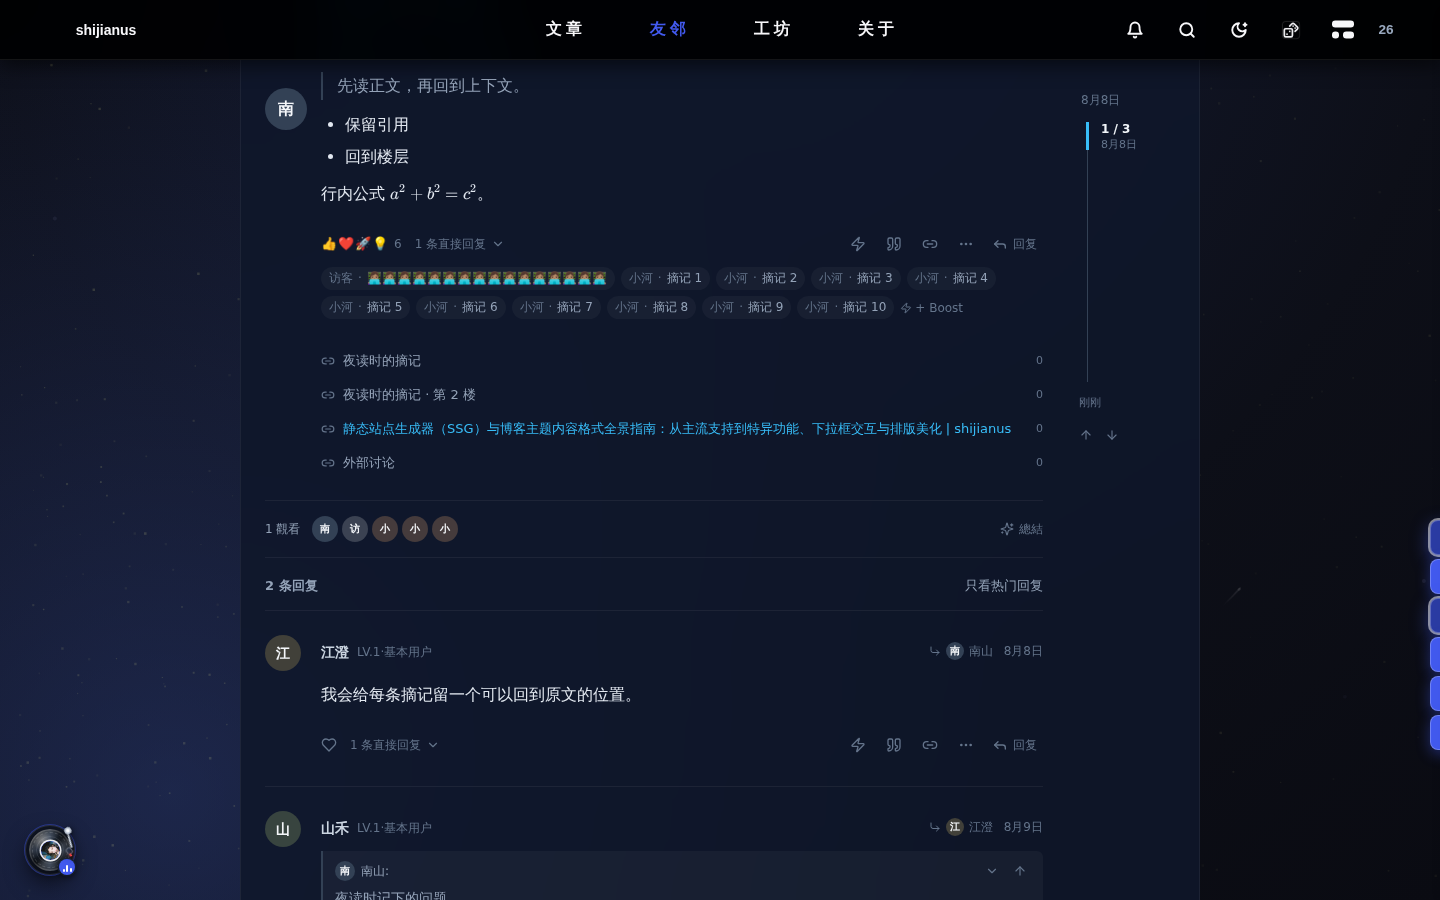 shijianus
文章 友邻 工坊 关于
26
先读正文，再回到上下文。
南
保留引用
回到楼层
行内公式 a² + b² = c²。
8月8日
1 / 3
8月8日
刚刚
👍❤️🚀💡 6 1 条直接回复
回复
访客 · 👩🏽‍💻👩🏽‍💻👩🏽‍💻👩🏽‍💻👩🏽‍💻👩🏽‍💻👩🏽‍💻👩🏽‍💻👩🏽‍💻👩🏽‍💻👩🏽‍💻👩🏽‍💻👩🏽‍💻👩🏽‍💻👩🏽‍💻👩🏽‍💻 小河 · 摘记 1 小河 · 摘记 2 小河 · 摘记 3 小河 · 摘记 4
小河 · 摘记 5 小河 · 摘记 6 小河 · 摘记 7 小河 · 摘记 8 小河 · 摘记 9 小河 · 摘记 10 + Boost
夜读时的摘记 0
夜读时的摘记 · 第 2 楼 0
静态站点生成器（SSG）与博客主题内容格式全景指南：从主流支持到特异功能、下拉框交互与排版美化 | shijianus 0
外部讨论 0
1 觀看 南 访 小 小 小 總結
2 条回复 只看热门回复
江 江澄 LV.1·基本用户 南 南山 8月8日
我会给每条摘记留一个可以回到原文的位置。
1 条直接回复 回复
山 山禾 LV.1·基本用户 江 江澄 8月9日
南 南山:
夜读时记下的问题